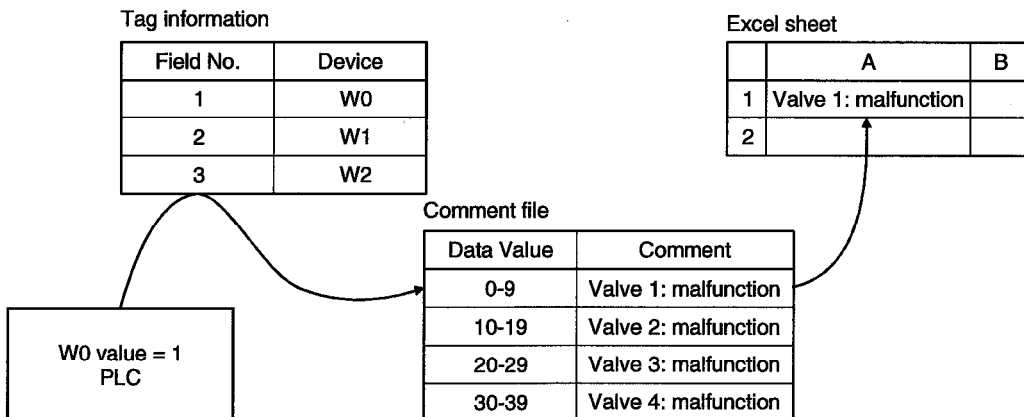 Tag information
Field No. Device
1 W0
2 W1
3 W2
Excel sheet
A B
1 Valve 1: malfunction
2
Comment file
Data Value Comment
0-9 Valve 1: malfunction
10-19 Valve 2: malfunction
20-29 Valve 3: malfunction
30-39 Valve 4: malfunction
W0 value = 1
PLC